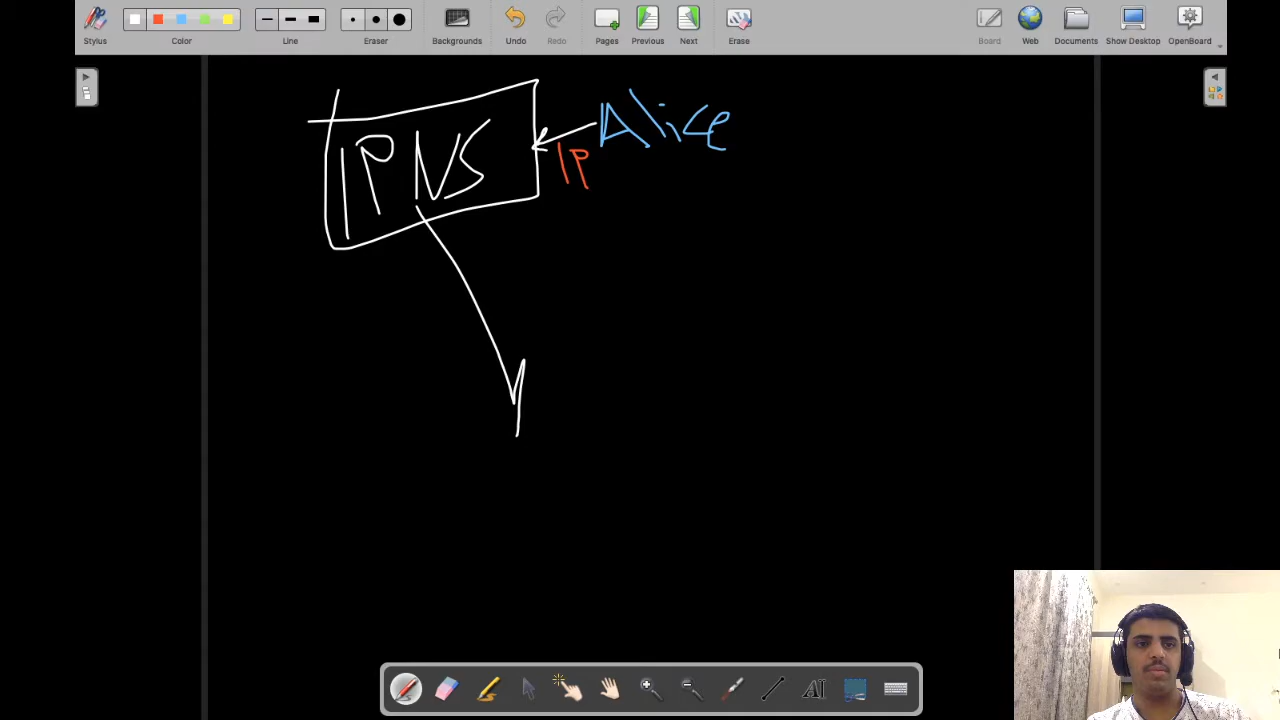 Stylus
Color
Line
Eraser
Backgrounds
Undo
Redo
Pages
Previous
Next
Erase
Board
Web
Documents
Show Desktop
OpenBoard
IPNS
Alice
IP
AI